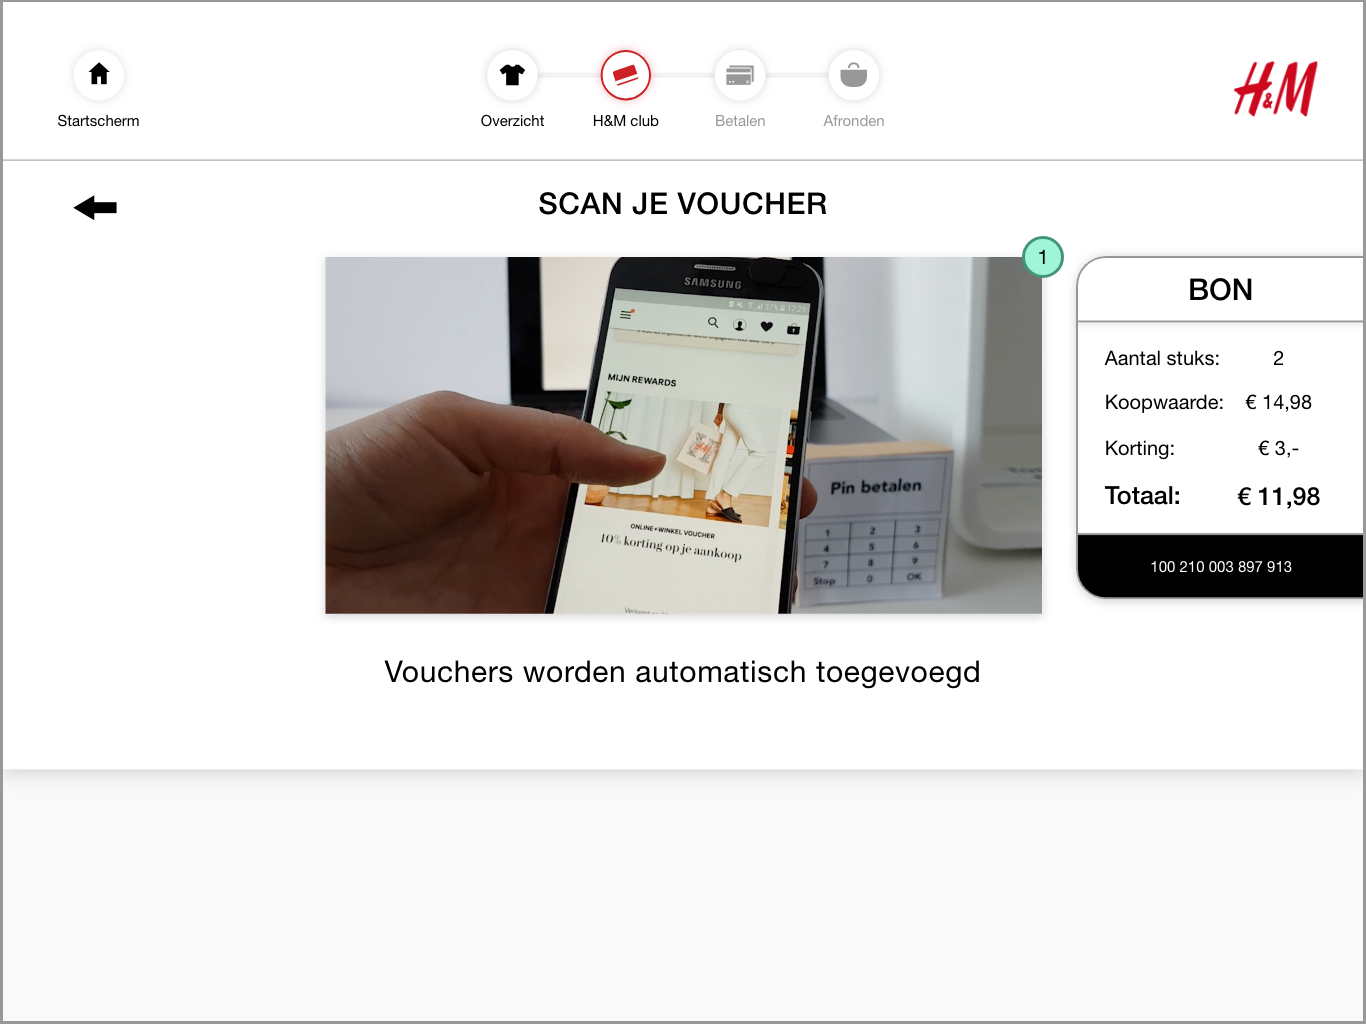 Startscherm
Overzicht
H&M club
Betalen
Afronden
H&M
SCAN JE VOUCHER
1
SAMSUNG
MIJN REWARDS
H&M
ONLINE+WINKEL VOUCHER
10% korting op je aankoop
Pin betalen
1 2 3
4 5 6
7 8 9
Stop 0 OK
BON
Aantal stuks: 2
Koopwaarde: € 14,98
Korting: € 3,-
Totaal: € 11,98
100 210 003 897 913
Vouchers worden automatisch toegevoegd